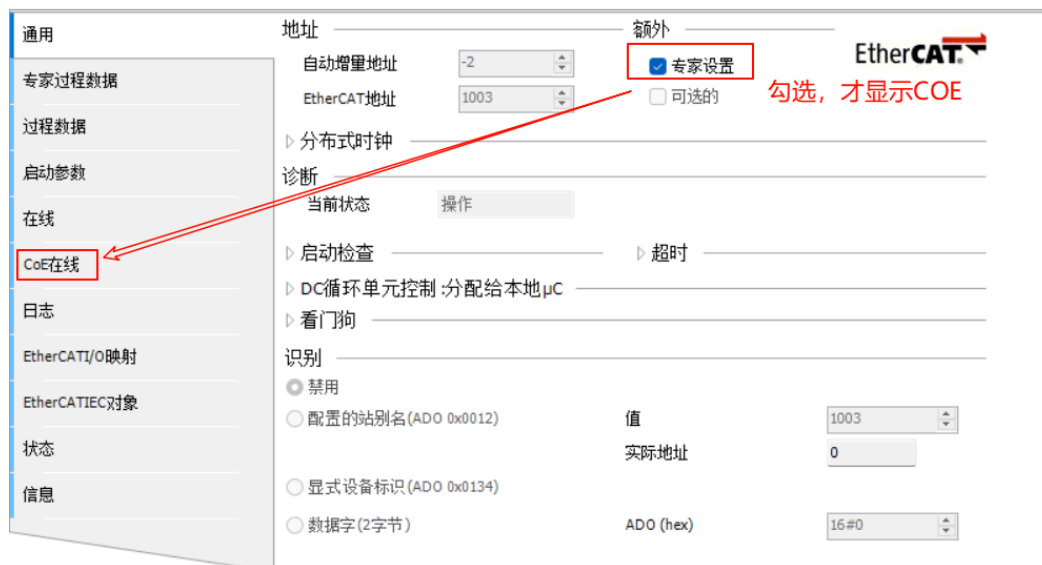 通用
专家过程数据
过程数据
启动参数
在线
CoE在线
日志
EtherCATI/O映射
EtherCATIEC对象
状态
信息
地址
额外
EtherCAT.
自动增量地址 -2
专家设置
EtherCAT地址 1003
可选的
勾选，才显示COE
分布式时钟
诊断
当前状态 操作
启动检查
超时
DC循环单元控制:分配给本地μC
看门狗
识别
禁用
配置的站别名(ADO 0x0012)
值 1003
实际地址 0
显式设备标识(ADO 0x0134)
数据字(2字节)
ADO (hex) 16#0